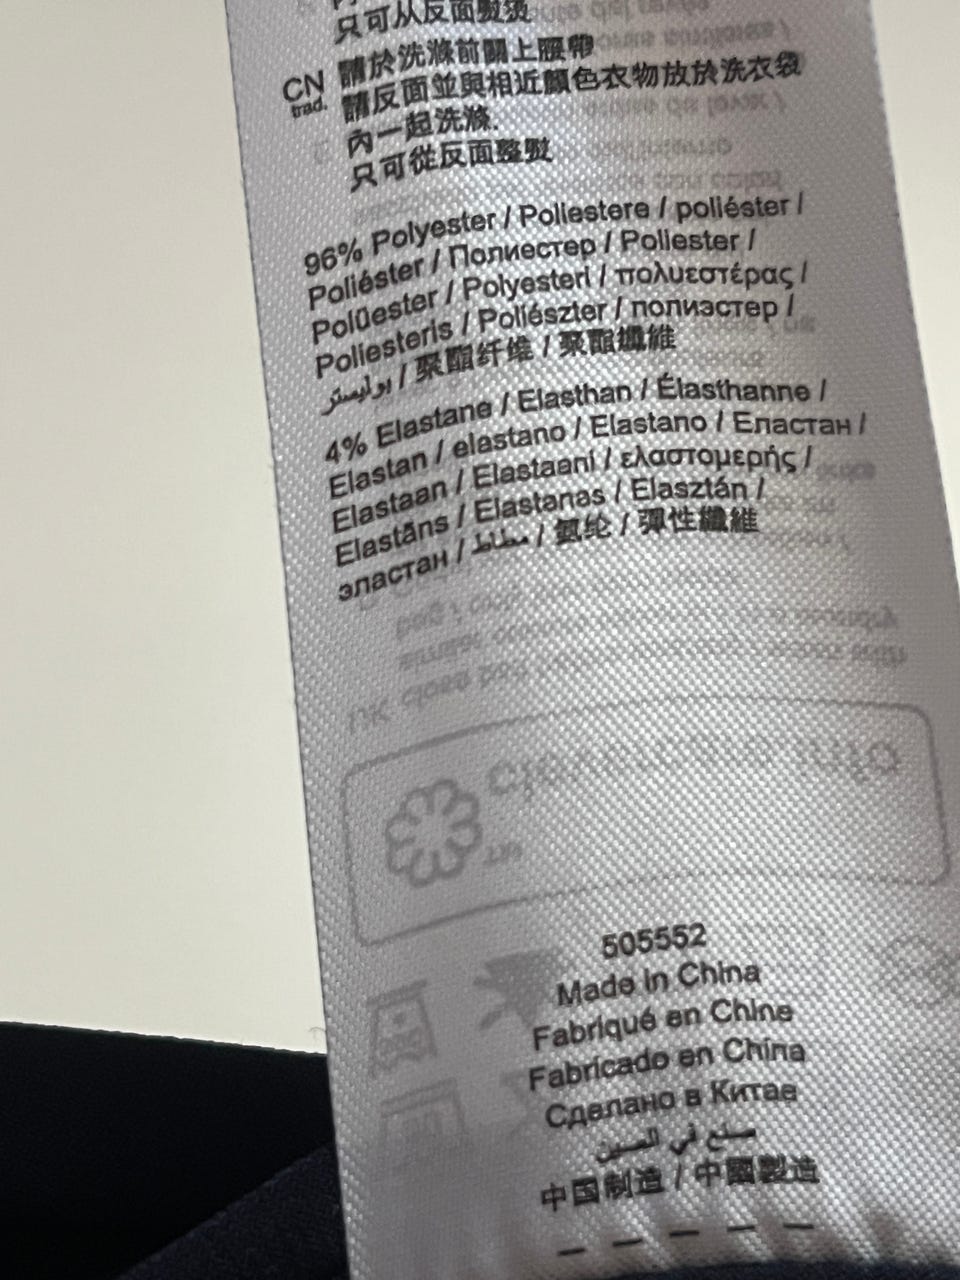 只可从反面熨烫
CN trad. 請於洗滌前關上腰帶
請反面並與相近顏色衣物放於洗衣袋
內一起洗滌.
只可從反面整熨
96% Polyester / Poliestere / poliéster /
Poliéster / Полиестер / Poliester /
Polüester / Polyesteri / πολυεστέρας /
Poliesteris / Poliészter / полиэстер /
بوليستر / 聚酯纤维 / 聚酯纖維
4% Elastane / Elasthan / Élasthanne /
Elastan / elastano / Elastano / Еластан /
Elastaan / Elastaani / ελαστομερής /
Elastāns / Elastanas / Elasztán /
эластан / مطاط / 氨纶 / 彈性纖維
505552
Made in China
Fabriqué en Chine
Fabricado en China
Сделано в Китае
صنع في الصين
中国制造 / 中國製造